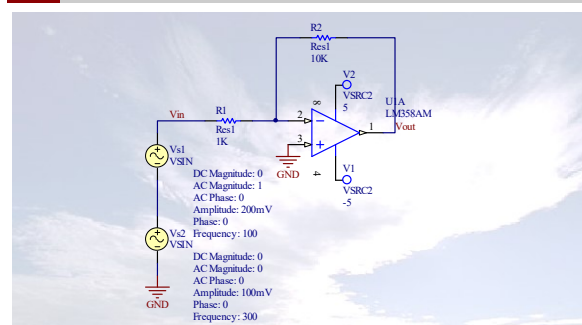 R2
Res1
10K
V2
VSRC2
5
U1A
LM358AM
Vin
R1
Res1
1K
8
2
3
1
Vout
4
GND
V1
VSRC2
-5
Vs1
VSIN
DC Magnitude: 0
AC Magnitude: 1
AC Phase: 0
Amplitude: 200mV
Phase: 0
Frequency: 100
Vs2
VSIN
DC Magnitude: 0
AC Magnitude: 0
AC Phase: 0
Amplitude: 100mV
Phase: 0
Frequency: 300
GND